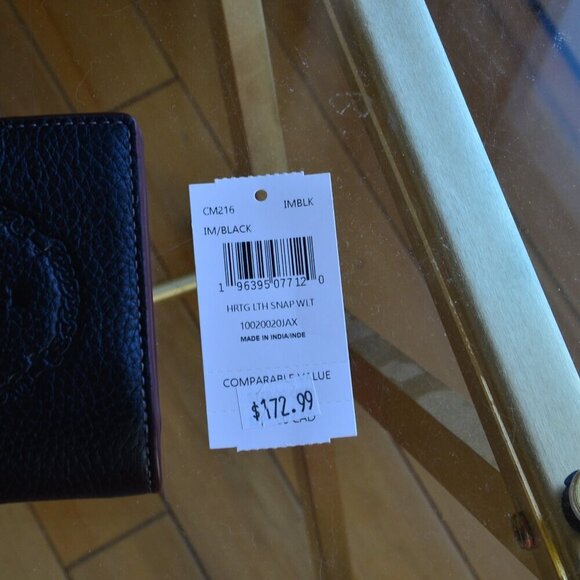 CM216 IMBLK
IM/BLACK
1 96395 07712 0
HRTG LTH SNAP WLT
10020020JAX
MADE IN INDIA/INDE
COMPARABLE VALUE
$172.99
CAD